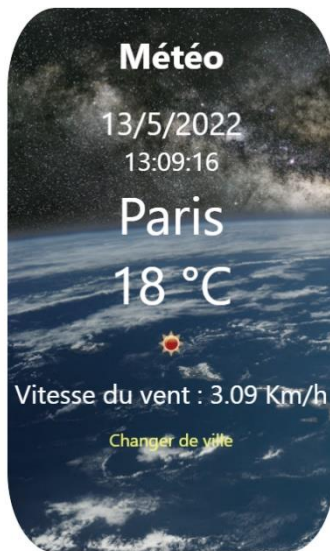 Météo
13/5/2022
13:09:16
Paris
18 °C
Vitesse du vent : 3.09 Km/h
Changer de ville